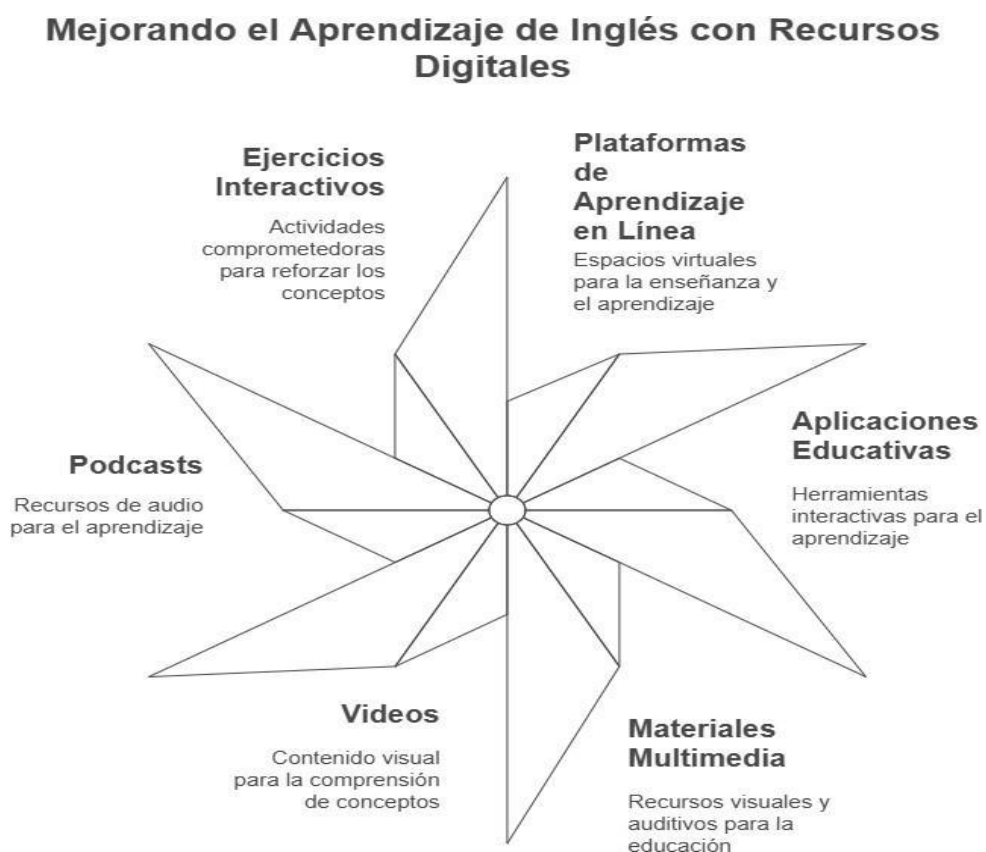 Mejorando el Aprendizaje de Inglés con Recursos
Digitales
Ejercicios
Interactivos
Actividades
comprometedoras
para reforzar los
conceptos
Plataformas
de
Aprendizaje
en Línea
Espacios virtuales
para la enseñanza y
el aprendizaje
Podcasts
Recursos de audio
para el aprendizaje
Aplicaciones
Educativas
Herramientas
interactivas para el
aprendizaje
Videos
Contenido visual
para la comprensión
de conceptos
Materiales
Multimedia
Recursos visuales y
auditivos para la
educación